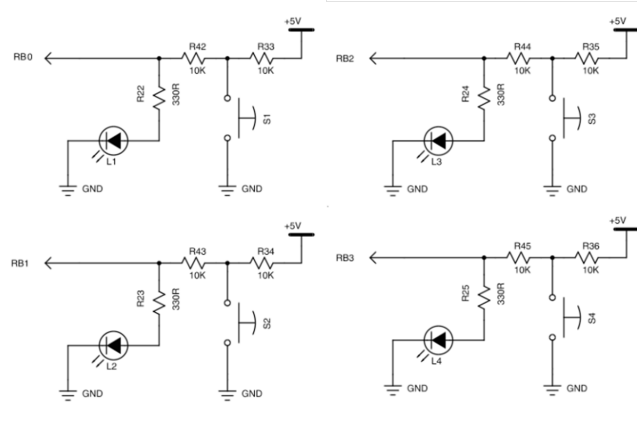 +5V
RB0
R42
R33
10K
10K
R22
330R
S1
L1
GND
GND
+5V
RB2
R44
R35
10K
10K
R24
330R
S3
L3
GND
GND
+5V
RB1
R43
R34
10K
10K
R23
330R
S2
L2
GND
GND
+5V
RB3
R45
R36
10K
10K
R25
330R
S4
L4
GND
GND